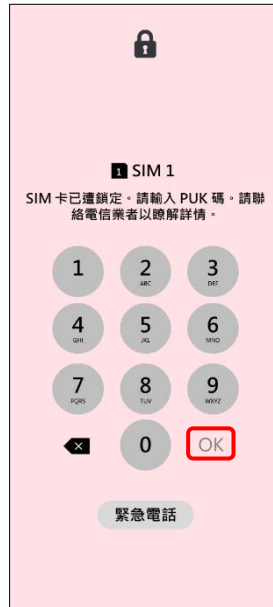 1 SIM 1
SIM 卡已遭鎖定。請輸入 PUK 碼。請聯
絡電信業者以瞭解詳情。
1 2 3
ABC DEF
4 5 6
GHI JKL MNO
7 8 9
PQRS TUV WXYZ
0 OK
緊急電話